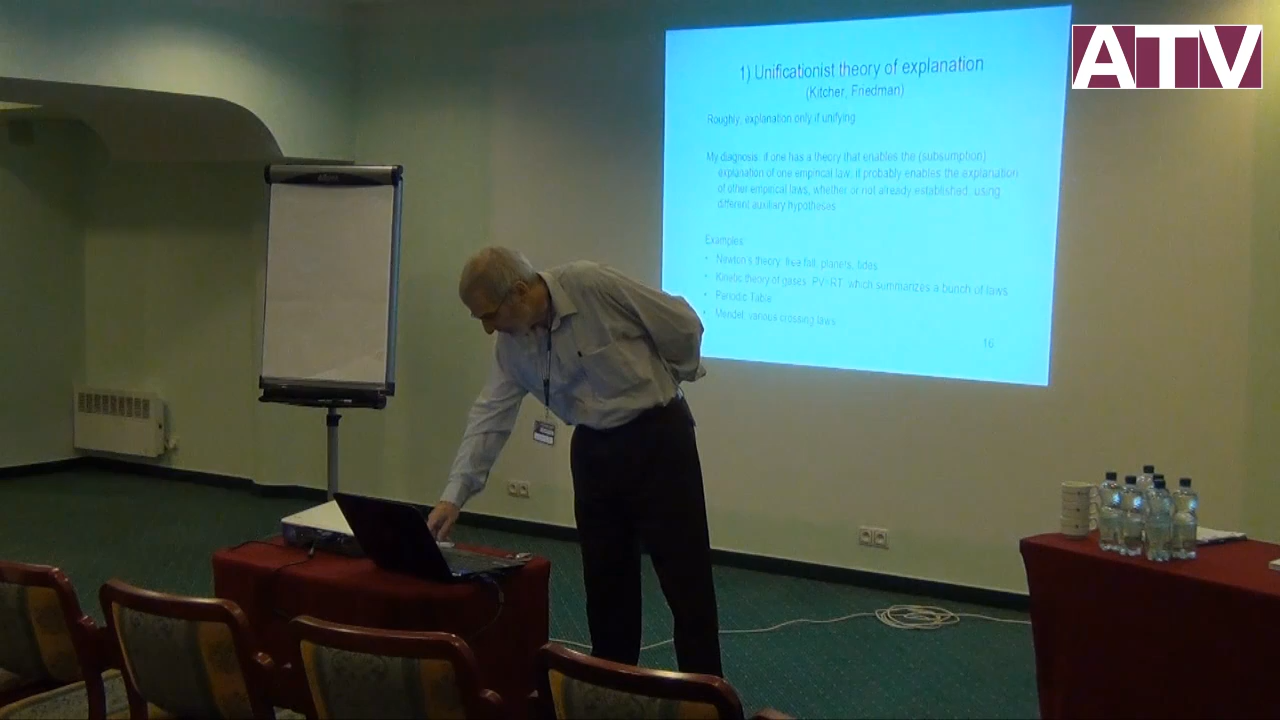 ATV
1) Unificationist theory of explanation
(Kitcher, Friedman)
Roughly: explanation only if unifying
My diagnosis: if one has a theory that enables the (subsumption)
explanation of one empirical law, it probably enables the explanation
of other empirical laws, whether or not already established, using
different auxiliary hypotheses
Examples:
• Newton's theory: free fall, planets, tides
• Kinetic theory of gases: PV=RT, which summarizes a bunch of laws
• Periodic Table
• Mendel: various crossing laws
16